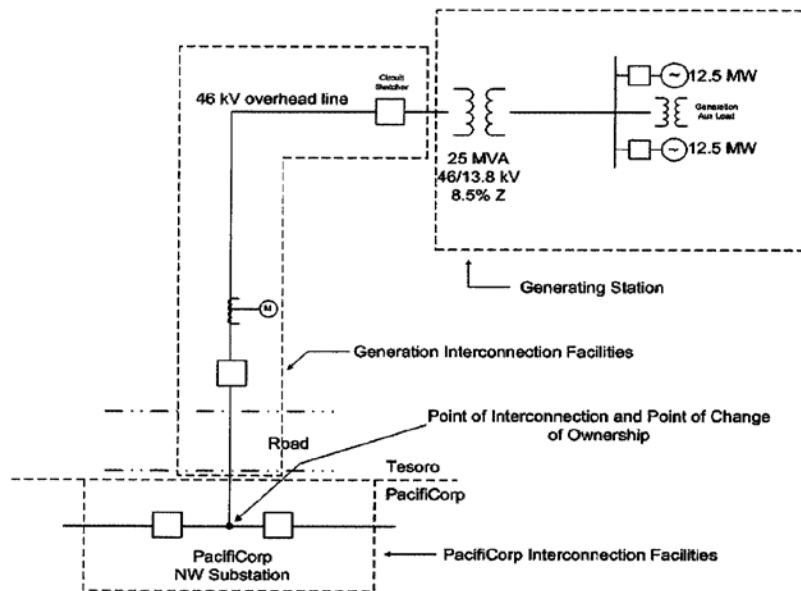 Circuit
Switcher
46 kV overhead line
12.5 MW
Generation
Aux Load
12.5 MW
25 MVA
46/13.8 kV
8.5% Z
Generating Station
M
Generation Interconnection Facilities
Point of Interconnection and Point of Change
of Ownership
Road
Tesoro
PacifiCorp
PacifiCorp
NW Substation
PacifiCorp Interconnection Facilities